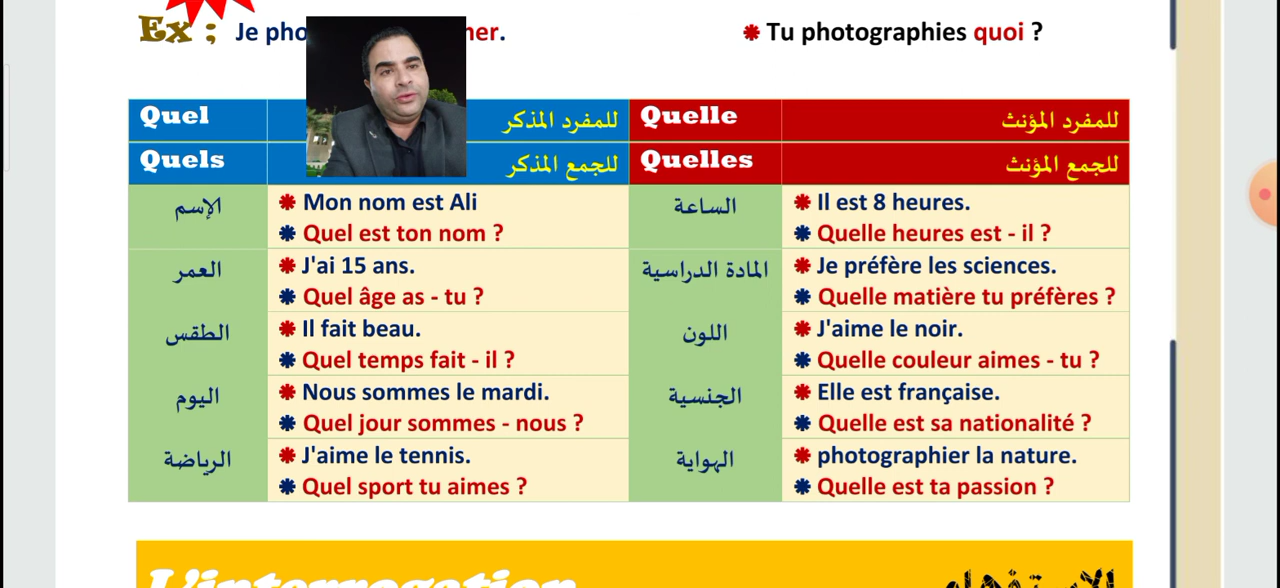 Ex ; Je pho ner.
Tu photographies quoi ?
Quel للمفرد المذكر Quelle للمفرد المؤنث
Quels للجمع المذكر Quelles للجمع المؤنث
الإسم
Mon nom est Ali
Quel est ton nom ?
الساعة
Il est 8 heures.
Quelle heures est - il ?
العمر
J'ai 15 ans.
Quel âge as - tu ?
المادة الدراسية
Je préfère les sciences.
Quelle matière tu préfères ?
الطقس
Il fait beau.
Quel temps fait - il ?
اللون
J'aime le noir.
Quelle couleur aimes - tu ?
اليوم
Nous sommes le mardi.
Quel jour sommes - nous ?
الجنسية
Elle est française.
Quelle est sa nationalité ?
الرياضة
J'aime le tennis.
Quel sport tu aimes ?
الهواية
photographier la nature.
Quelle est ta passion ?
L'interrogation
الاستفهام